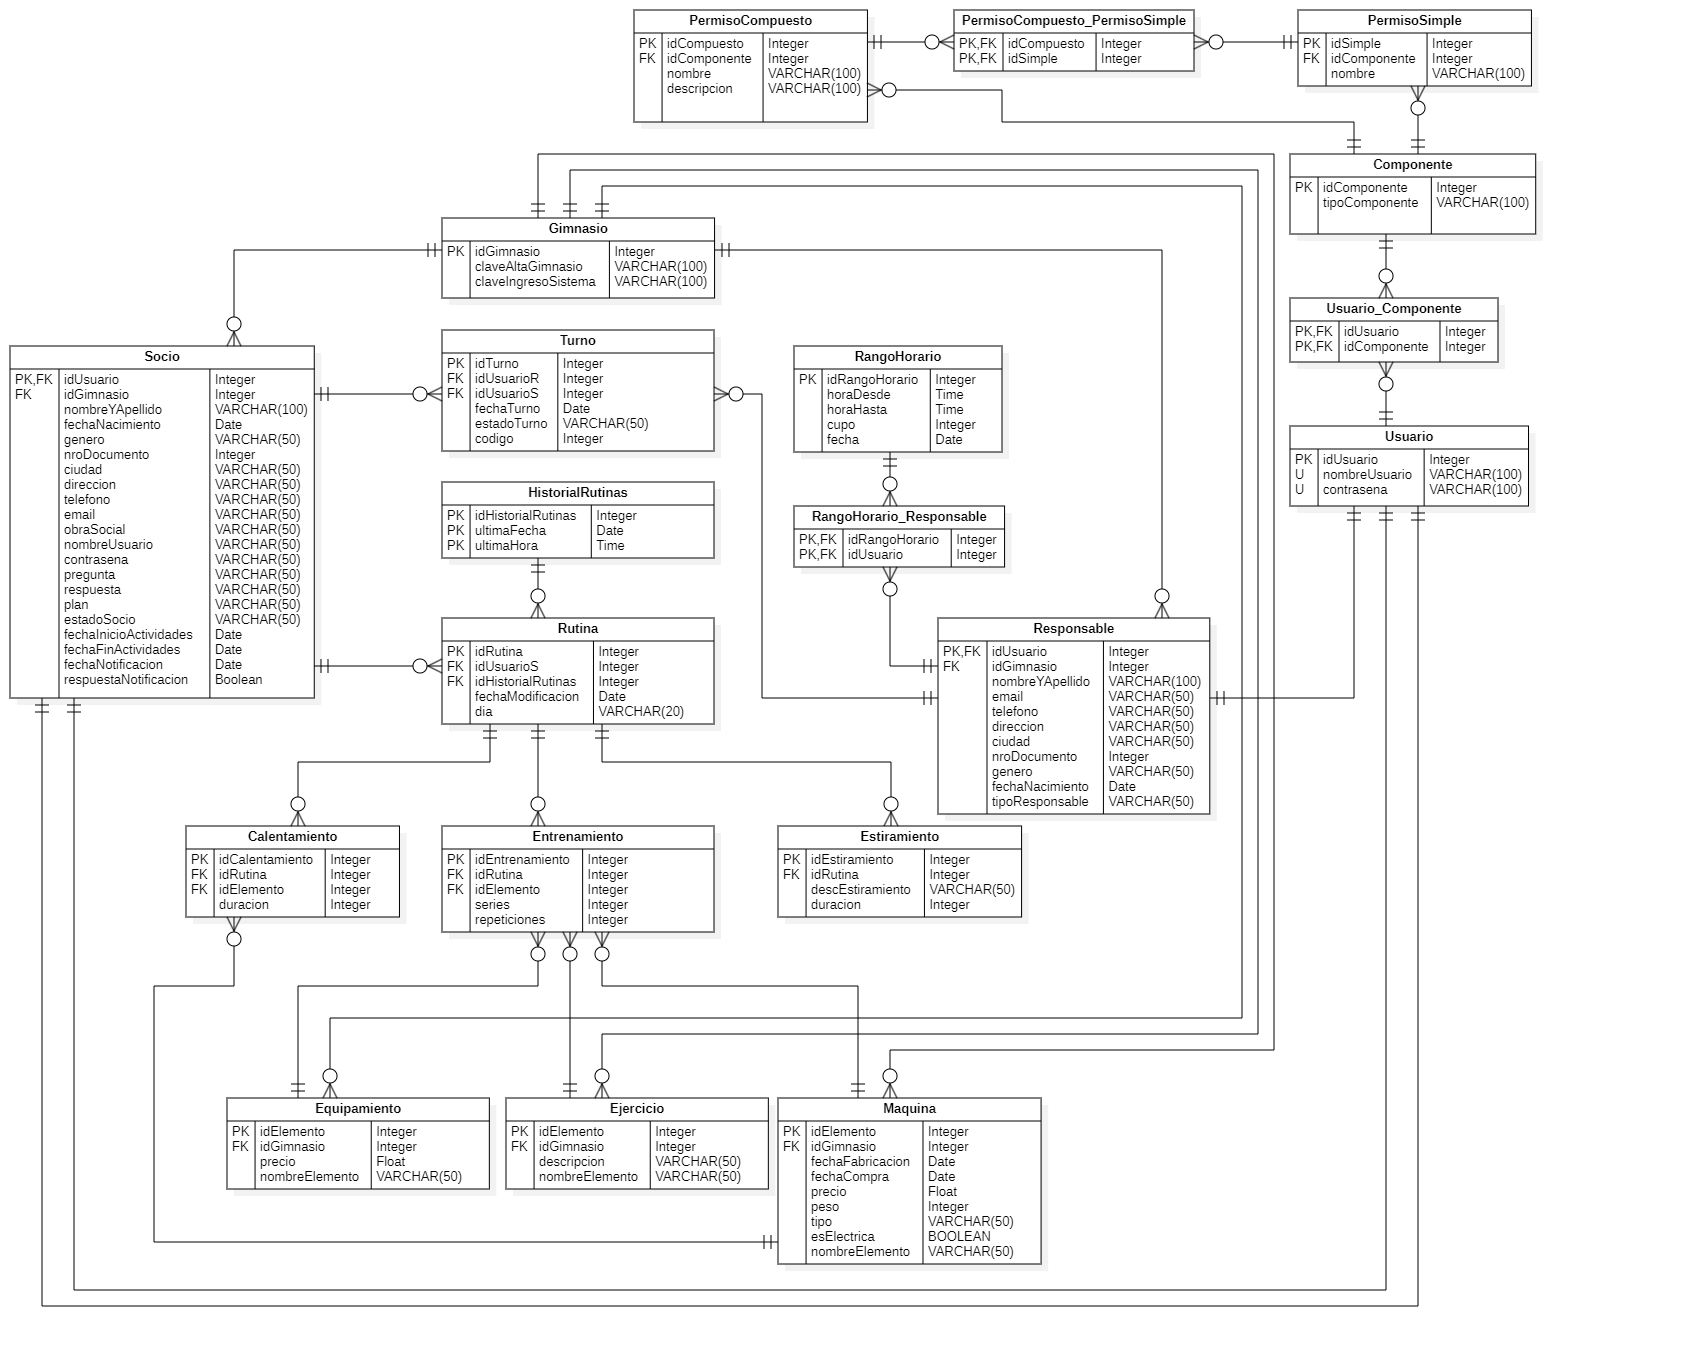 PermisoCompuesto
PK idCompuesto Integer
FK idComponente Integer
nombre VARCHAR(100)
descripcion VARCHAR(100)
PermisoCompuesto_PermisoSimple
PK,FK idCompuesto Integer
PK,FK idSimple Integer
PermisoSimple
PK idSimple Integer
FK idComponente Integer
nombre VARCHAR(100)
Componente
PK idComponente Integer
tipoComponente VARCHAR(100)
Gimnasio
PK idGimnasio Integer
claveAltaGimnasio VARCHAR(100)
claveIngresoSistema VARCHAR(100)
Usuario_Componente
PK,FK idUsuario Integer
PK,FK idComponente Integer
Socio
PK,FK idUsuario Integer
FK idGimnasio Integer
nombreYApellido VARCHAR(100)
fechaNacimiento Date
genero VARCHAR(50)
nroDocumento Integer
ciudad VARCHAR(50)
direccion VARCHAR(50)
telefono VARCHAR(50)
email VARCHAR(50)
obraSocial VARCHAR(50)
nombreUsuario VARCHAR(50)
contrasena VARCHAR(50)
pregunta VARCHAR(50)
respuesta VARCHAR(50)
plan VARCHAR(50)
estadoSocio VARCHAR(50)
fechaInicioActividades Date
fechaFinActividades Date
fechaNotificacion Date
respuestaNotificacion Boolean
Turno
PK idTurno Integer
FK idUsuarioR Integer
FK idUsuarioS Integer
fechaTurno Date
estadoTurno VARCHAR(50)
codigo Integer
RangoHorario
PK idRangoHorario Integer
horaDesde Time
horaHasta Time
cupo Integer
fecha Date
Usuario
PK idUsuario Integer
U nombreUsuario VARCHAR(100)
U contrasena VARCHAR(100)
HistorialRutinas
PK idHistorialRutinas Integer
PK ultimaFecha Date
PK ultimaHora Time
RangoHorario_Responsable
PK,FK idRangoHorario Integer
PK,FK idUsuario Integer
Rutina
PK idRutina Integer
FK idUsuarioS Integer
FK idHistorialRutinas Integer
fechaModificacion Date
dia VARCHAR(20)
Responsable
PK,FK idUsuario Integer
FK idGimnasio Integer
nombreYApellido VARCHAR(100)
email VARCHAR(50)
telefono VARCHAR(50)
direccion VARCHAR(50)
ciudad VARCHAR(50)
nroDocumento Integer
genero VARCHAR(50)
fechaNacimiento Date
tipoResponsable VARCHAR(50)
Calentamiento
PK idCalentamiento Integer
FK idRutina Integer
FK idElemento Integer
duracion Integer
Entrenamiento
PK idEntrenamiento Integer
FK idRutina Integer
FK idElemento Integer
series Integer
repeticiones Integer
Estiramiento
PK idEstiramiento Integer
FK idRutina Integer
descEstiramiento VARCHAR(50)
duracion Integer
Equipamiento
PK idElemento Integer
FK idGimnasio Integer
precio Float
nombreElemento VARCHAR(50)
Ejercicio
PK idElemento Integer
FK idGimnasio Integer
descripcion VARCHAR(50)
nombreElemento VARCHAR(50)
Maquina
PK idElemento Integer
FK idGimnasio Integer
fechaFabricacion Date
fechaCompra Date
precio Float
peso Integer
tipo VARCHAR(50)
esElectrica BOOLEAN
nombreElemento VARCHAR(50)